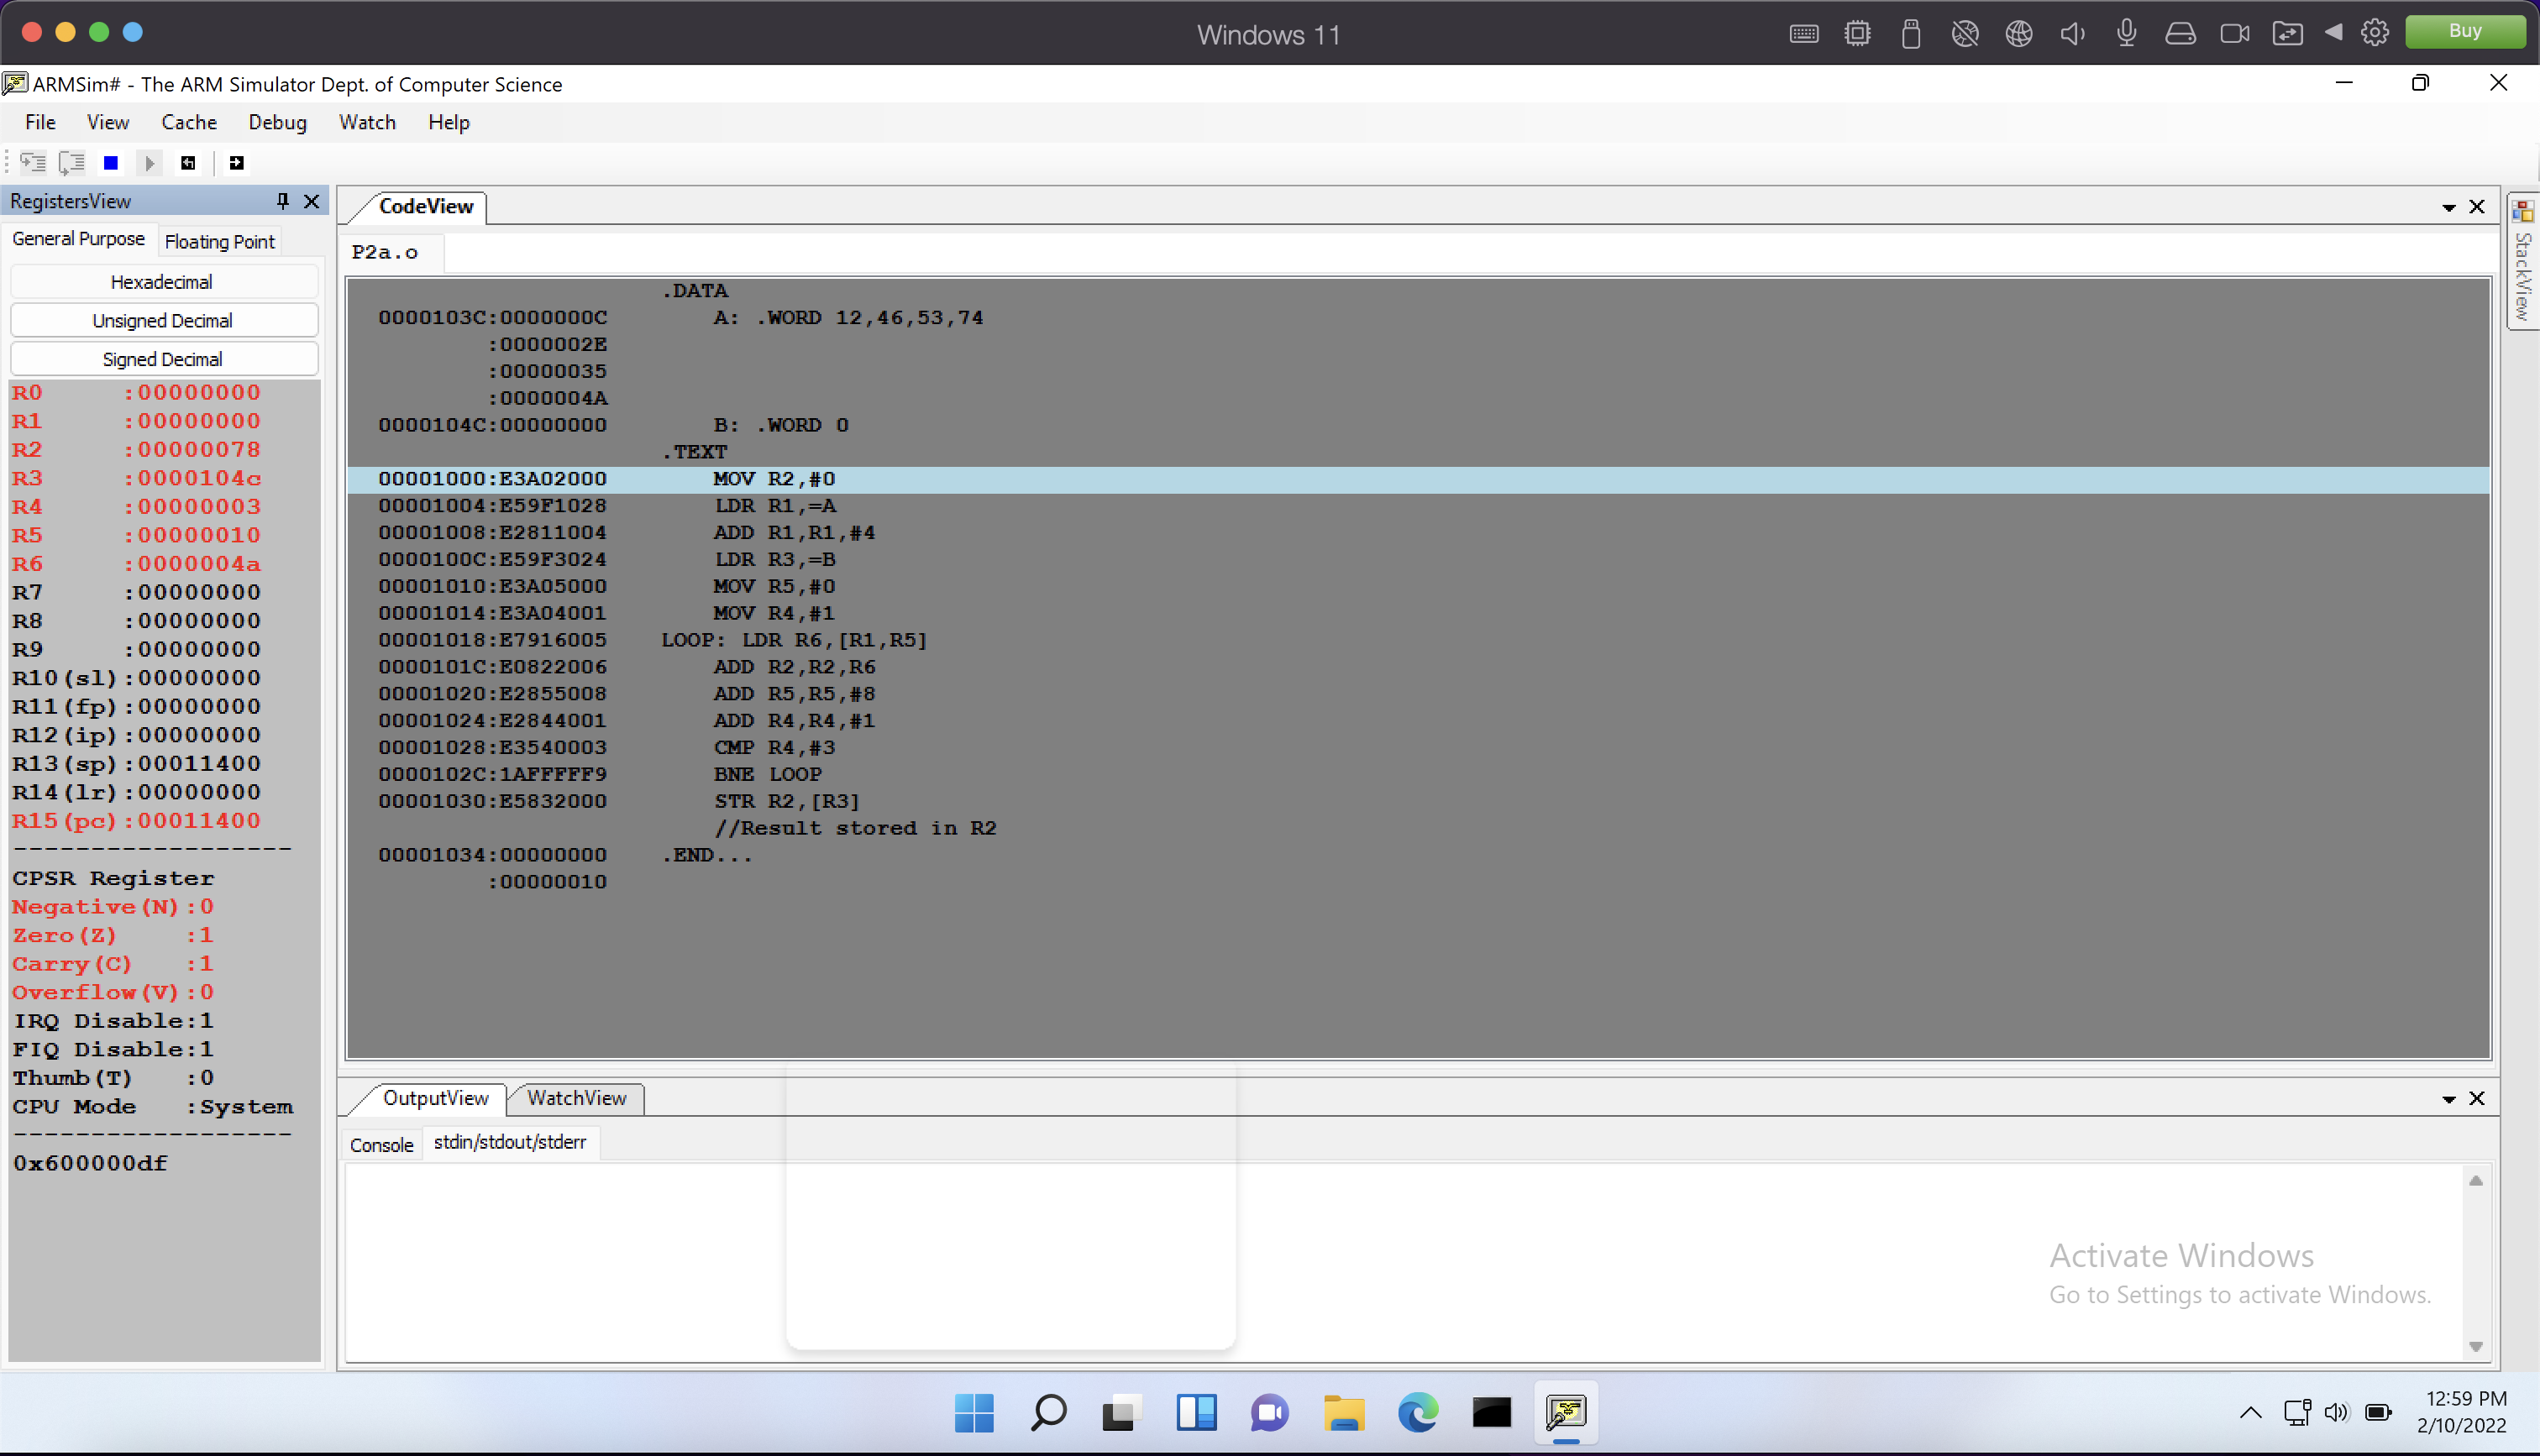 Windows 11
Buy
ARMSim# - The ARM Simulator Dept. of Computer Science
File View Cache Debug Watch Help
RegistersView
General Purpose Floating Point
Hexadecimal
Unsigned Decimal
Signed Decimal
R0 :00000000
R1 :00000000
R2 :00000078
R3 :0000104c
R4 :00000003
R5 :00000010
R6 :0000004a
R7 :00000000
R8 :00000000
R9 :00000000
R10(sl):00000000
R11(fp):00000000
R12(ip):00000000
R13(sp):00011400
R14(lr):00000000
R15(pc):00011400
------------------
CPSR Register
Negative(N):0
Zero(Z) :1
Carry(C) :1
Overflow(V):0
IRQ Disable:1
FIQ Disable:1
Thumb(T) :0
CPU Mode :System
------------------
0x600000df
CodeView
P2a.o
.DATA
0000103C:0000000C A: .WORD 12,46,53,74
:0000002E
:00000035
:0000004A
0000104C:00000000 B: .WORD 0
.TEXT
00001000:E3A02000 MOV R2,#0
00001004:E59F1028 LDR R1,=A
00001008:E2811004 ADD R1,R1,#4
0000100C:E59F3024 LDR R3,=B
00001010:E3A05000 MOV R5,#0
00001014:E3A04001 MOV R4,#1
00001018:E7916005 LOOP: LDR R6,[R1,R5]
0000101C:E0822006 ADD R2,R2,R6
00001020:E2855008 ADD R5,R5,#8
00001024:E2844001 ADD R4,R4,#1
00001028:E3540003 CMP R4,#3
0000102C:1AFFFFF9 BNE LOOP
00001030:E5832000 STR R2,[R3]
//Result stored in R2
00001034:00000000 .END...
:00000010
StackView
OutputView WatchView
Console stdin/stdout/stderr
Activate Windows
Go to Settings to activate Windows.
12:59 PM
2/10/2022